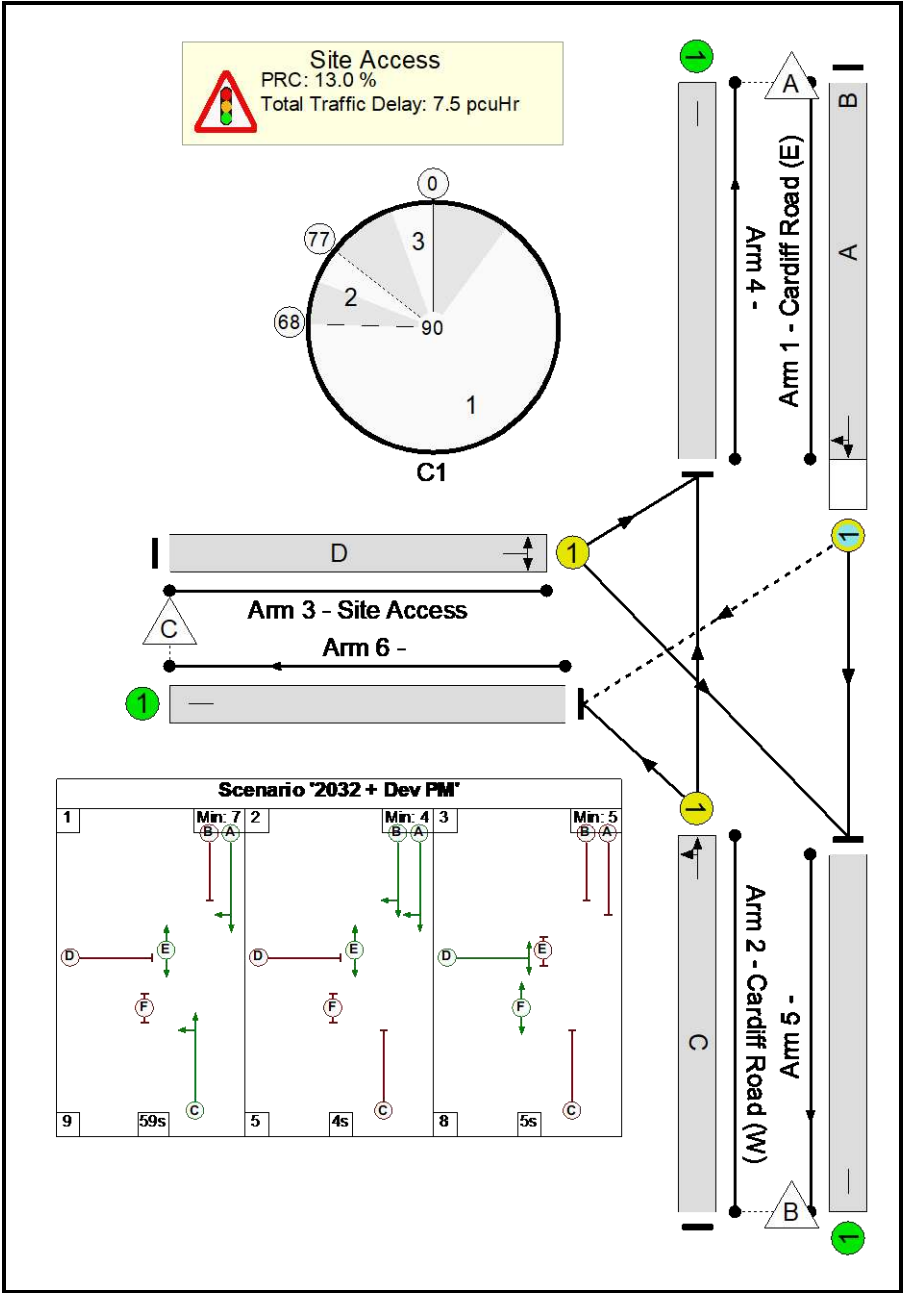 Site Access
PRC: 13.0 %
Total Traffic Delay: 7.5 pcuHr
1
A
B
A
Arm 1 - Cardiff Road (E)
Arm 4 -
0
77
3
2
68
90
1
C1
1
D
1
Arm 3 - Site Access
C
Arm 6 -
1
1
C
Arm 2 - Cardiff Road (W)
Arm 5 -
B
1
Scenario '2032 + Dev PM'
1
Min: 7
2
Min: 4
3
Min: 5
B
A
B
A
B
A
D
E
D
E
D
E
F
F
F
C
C
C
9
59s
5
4s
8
5s